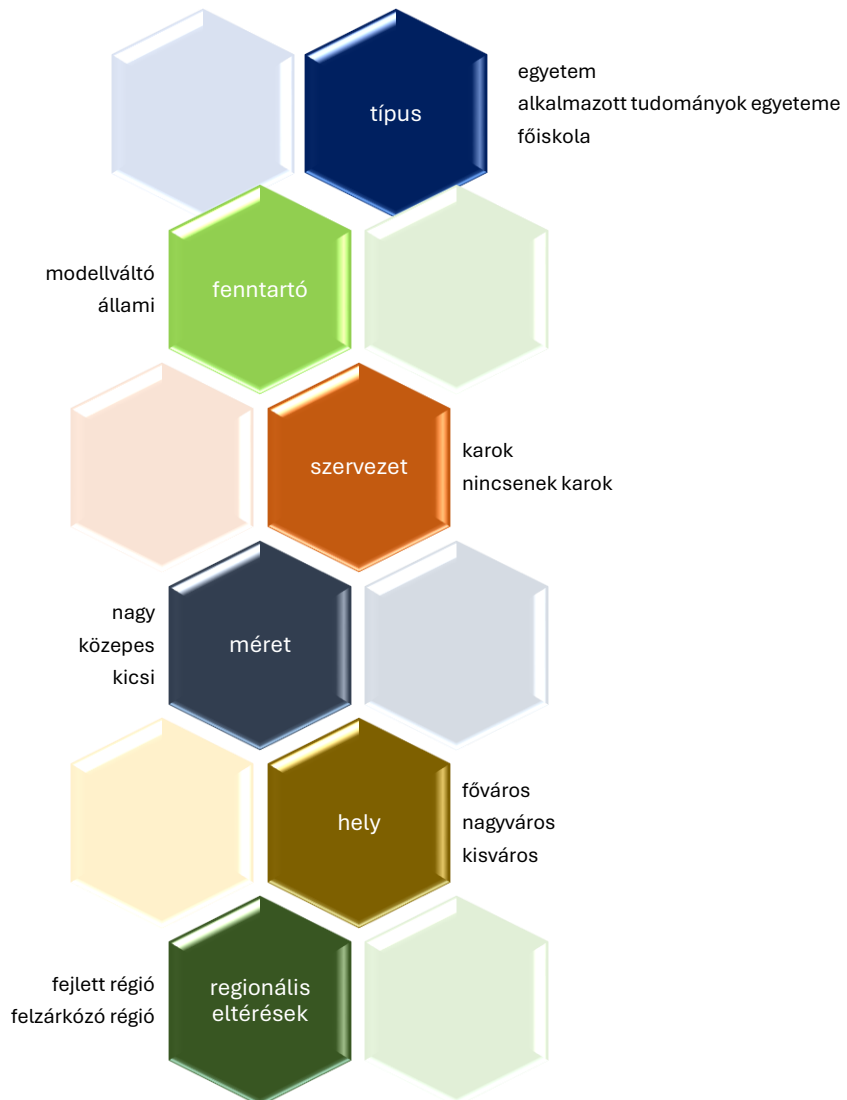 típus
egyetem
alkalmazott tudományok egyeteme
főiskola
modellváltó
állami
fenntartó
szervezet
karok
nincsenek karok
nagy
közepes
kicsi
méret
hely
főváros
nagyváros
kisváros
fejlett régió
felzárkózó régió
regionális
eltérések